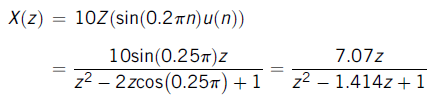 X(z) = 10Z(sin(0.2πn)u(n))
= 10sin(0.25π)z / z² – 2zcos(0.25π) + 1 = 7.07z / z² – 1.414z + 1